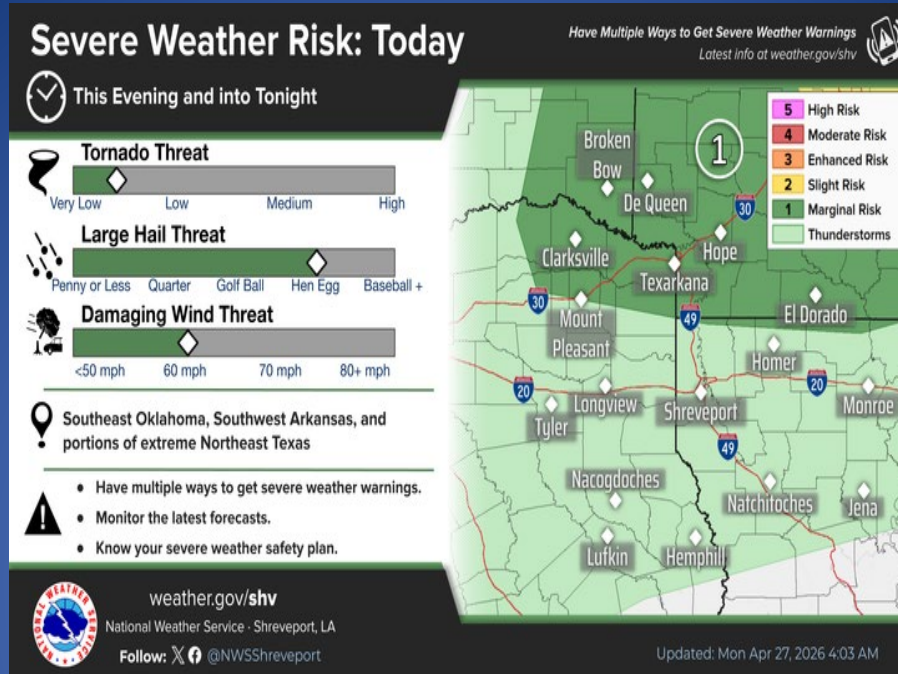 Severe Weather Risk: Today
Have Multiple Ways to Get Severe Weather Warnings
Latest info at weather.gov/shv
This Evening and into Tonight
Tornado Threat
Very Low Low Medium High
Large Hail Threat
Penny or Less Quarter Golf Ball Hen Egg Baseball +
Damaging Wind Threat
<50 mph 60 mph 70 mph 80+ mph
Southeast Oklahoma, Southwest Arkansas, and
portions of extreme Northeast Texas
• Have multiple ways to get severe weather warnings.
• Monitor the latest forecasts.
• Know your severe weather safety plan.
5 High Risk
4 Moderate Risk
3 Enhanced Risk
2 Slight Risk
1 Marginal Risk
Thunderstorms
1
Broken
Bow
De Queen
30
Hope
Clarksville
Texarkana
30
Mount
Pleasant
49
El Dorado
Homer
20
Longview
Shreveport
20
Monroe
Tyler
49
Nacogdoches
Natchitoches
Jena
Lufkin
Hemphill
NATIONAL WEATHER SERVICE
weather.gov/shv
National Weather Service - Shreveport, LA
Follow: X @NWSShreveport
Updated: Mon Apr 27, 2026 4:03 AM